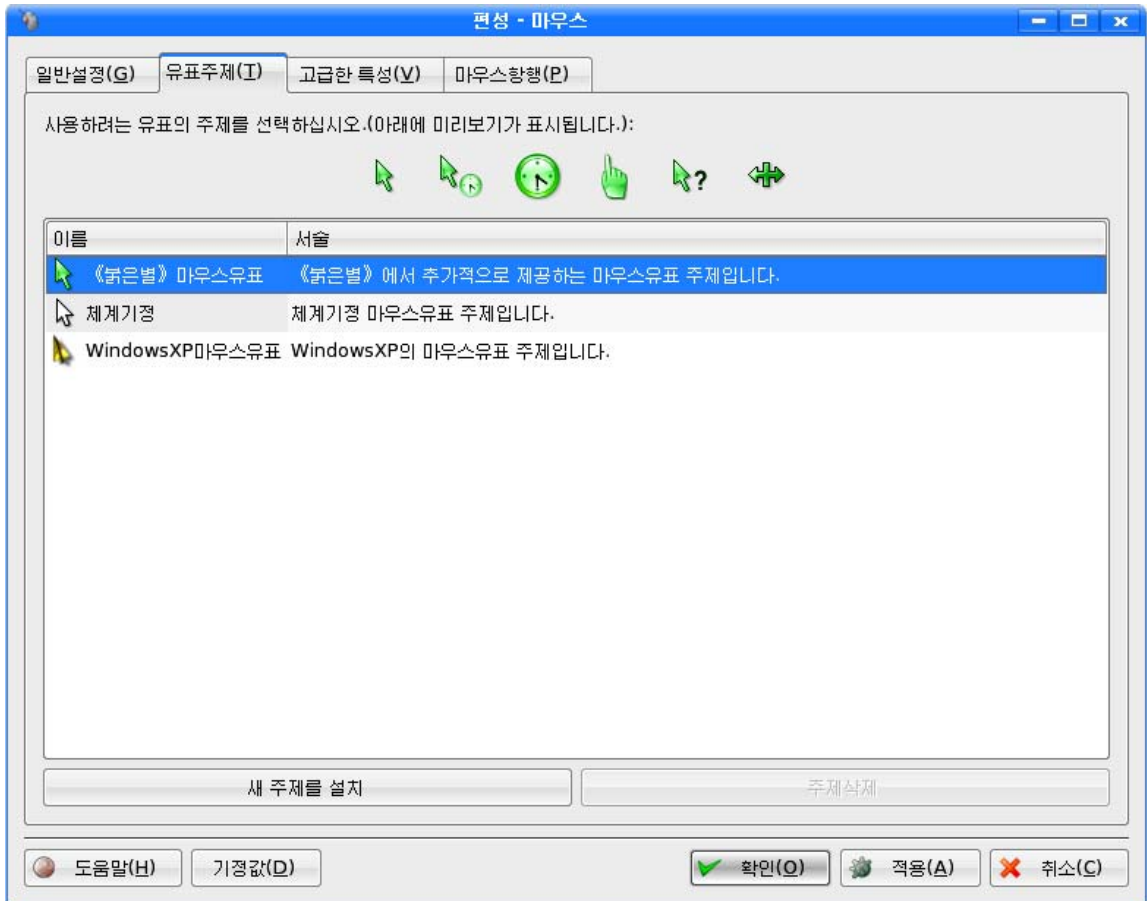 편성 - 마우스
일반설정(G) 유표주제(T) 고급한 특성(V) 마우스항행(P)
사용하려는 유표의 주제를 선택하십시오.(아래에 미리보기가 표시됩니다.):
이름 서술
《붉은별》마우스유표 《붉은별》에서 추가적으로 제공하는 마우스유표 주제입니다.
체계기정 체계기정 마우스유표 주제입니다.
WindowsXP마우스유표 WindowsXP의 마우스유표 주제입니다.
새 주제를 설치 주제삭제
도움말(H) 기정값(D) 확인(O) 적용(A) 취소(C)